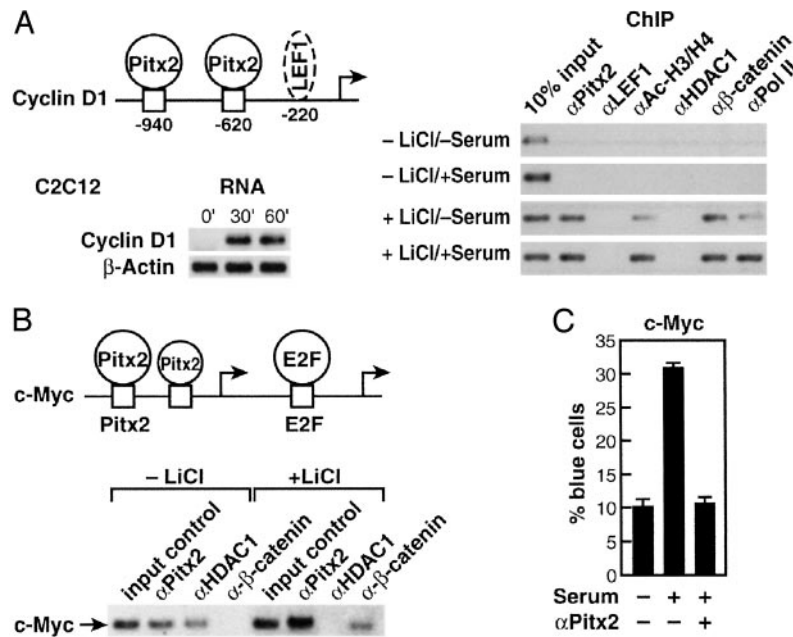 A
Pitx2 Pitx2 LEF1
Cyclin D1
-940 -620 -220
C2C12 RNA
0' 30' 60'
Cyclin D1
β-Actin
ChIP
10% input αPitx2 αLEF1 αAc-H3/H4 αHDAC1 αβ-catenin αPol II
– LiCl/–Serum
– LiCl/+Serum
+ LiCl/–Serum
+ LiCl/+Serum
B
Pitx2 Pitx2 E2F
c-Myc
Pitx2 E2F
– LiCl +LiCl
input control αPitx2 αHDAC1 α-β-catenin input control αPitx2 αHDAC1 α-β-catenin
c-Myc
C
c-Myc
% blue cells
35
30
25
20
15
10
5
0
Serum – + +
αPitx2 – – +